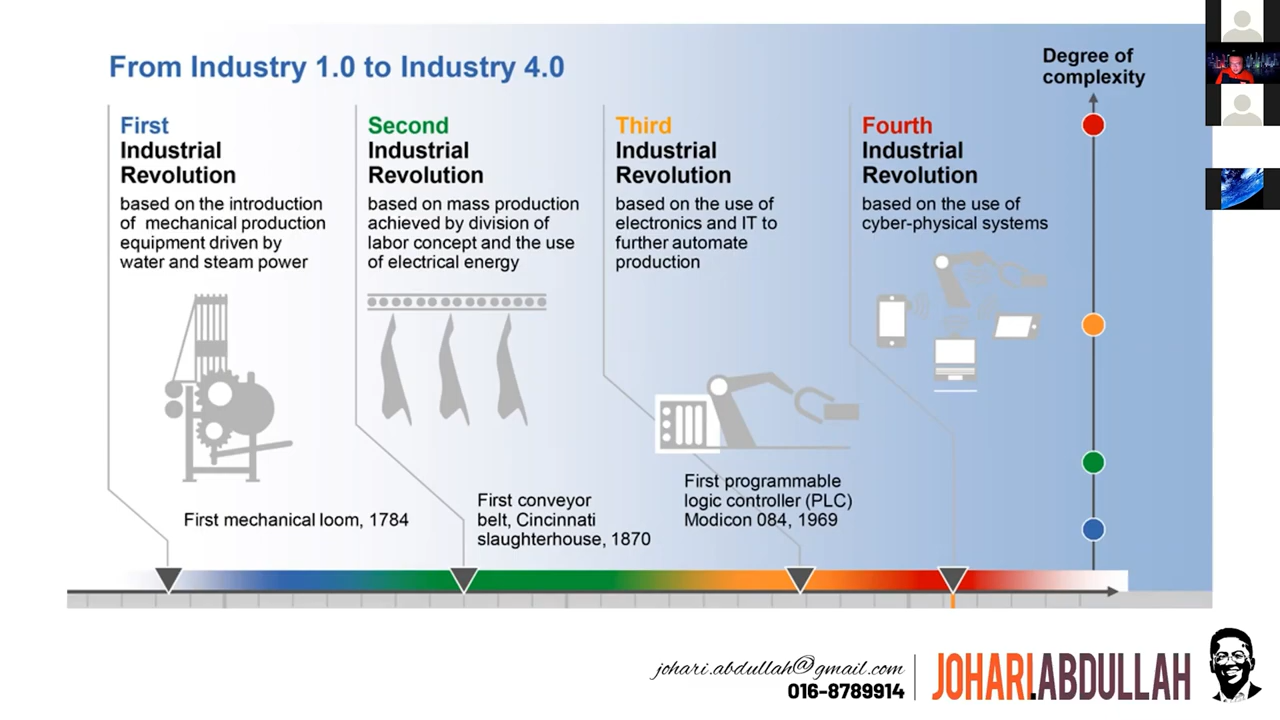 From Industry 1.0 to Industry 4.0
Degree of
complexity
First
Industrial
Revolution
based on the introduction
of mechanical production
equipment driven by
water and steam power
First mechanical loom, 1784
Second
Industrial
Revolution
based on mass production
achieved by division of
labor concept and the use
of electrical energy
First conveyor
belt, Cincinnati
slaughterhouse, 1870
Third
Industrial
Revolution
based on the use of
electronics and IT to
further automate
production
First programmable
logic controller (PLC)
Modicon 084, 1969
Fourth
Industrial
Revolution
based on the use of
cyber-physical systems
johari.abdullah@gmail.com
016-8789914
JOHARI.ABDULLAH